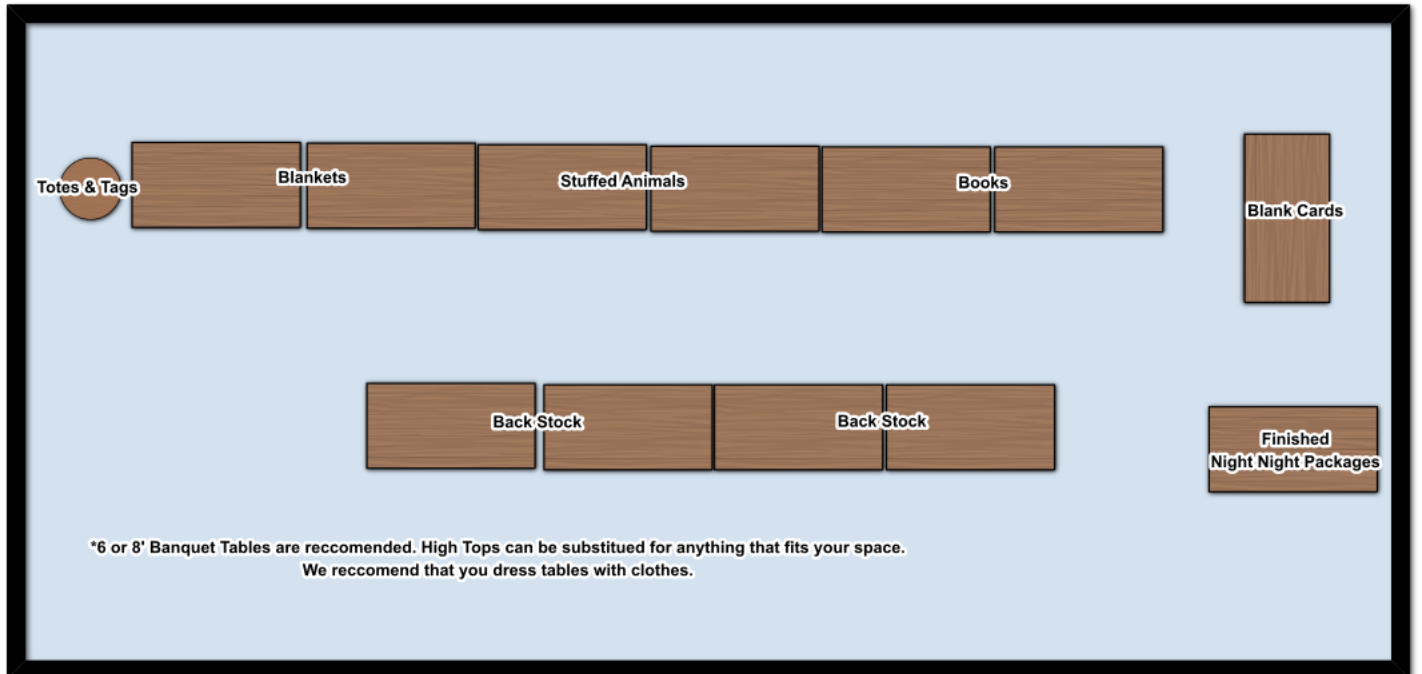 Totes & Tags
Blankets
Stuffed Animals
Books
Blank Cards
Back Stock
Back Stock
Finished
Night Night Packages
*6 or 8' Banquet Tables are reccomended. High Tops can be substitued for anything that fits your space.
We reccomend that you dress tables with clothes.